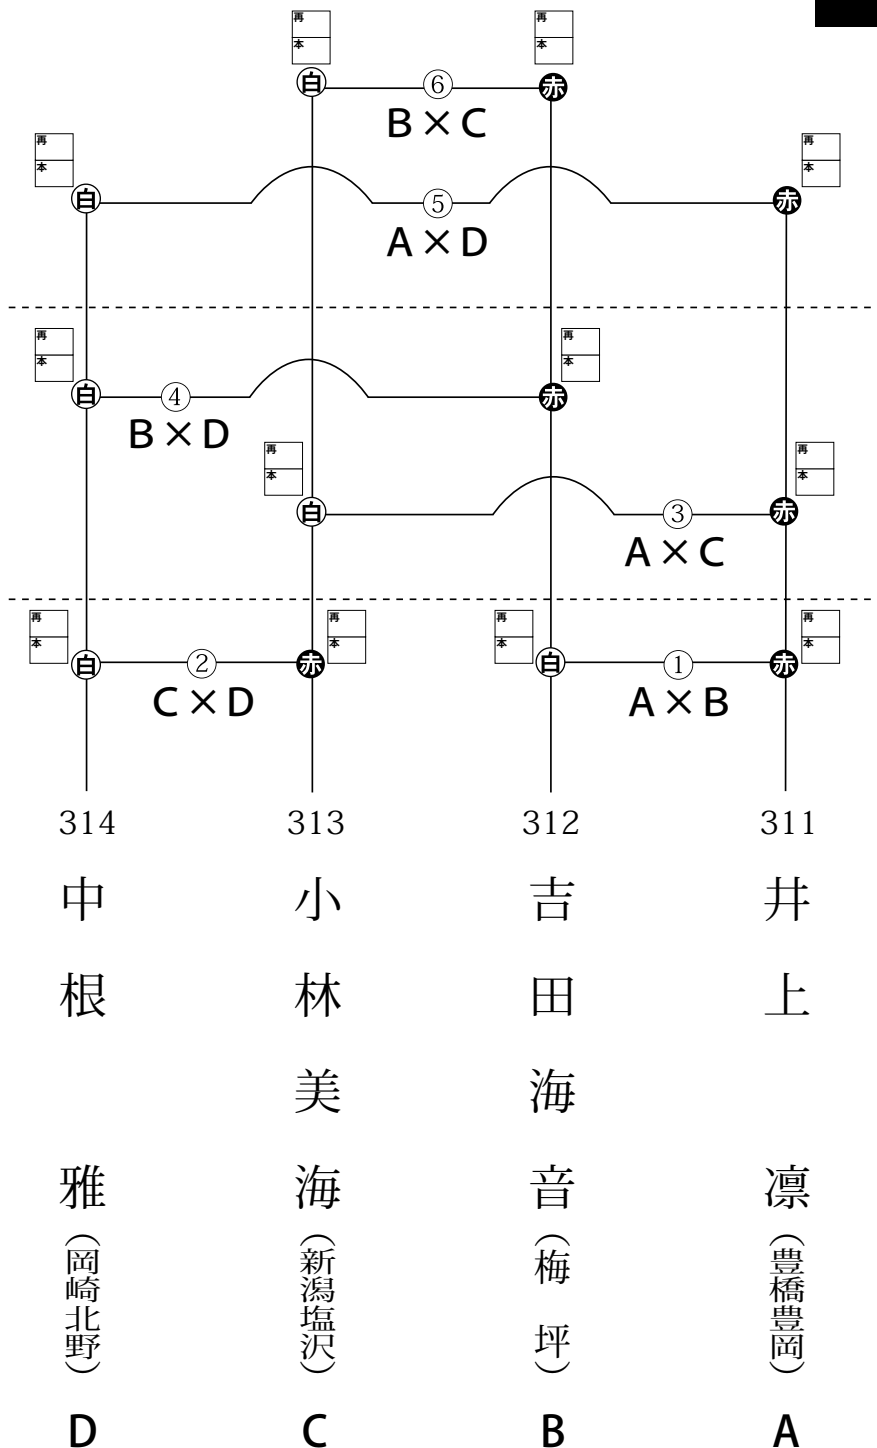 再
本
再
本
白
⑥
赤
B×C
再
本
再
本
白
⑤
赤
A×D
再
本
再
本
白
④
赤
B×D
再
本
再
本
白
③
赤
A×C
再
本
再
本
再
本
再
本
白
②
赤
白
①
赤
C×D
A×B
314
313
312
311
井上 凛(豊橋豊岡)
A
吉田海音(梅坪)
B
小林美海(新潟塩沢)
C
中根 雅(岡崎北野)
D